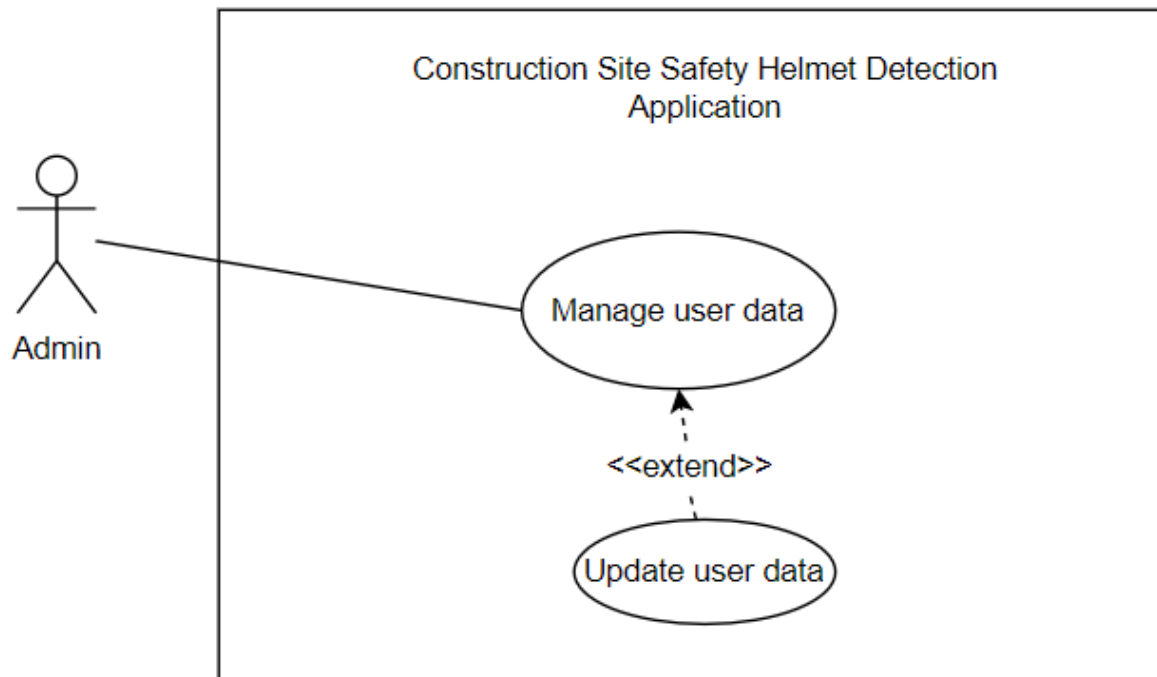 Construction Site Safety Helmet Detection
Application
Manage user data
Admin
<<extend>>
Update user data